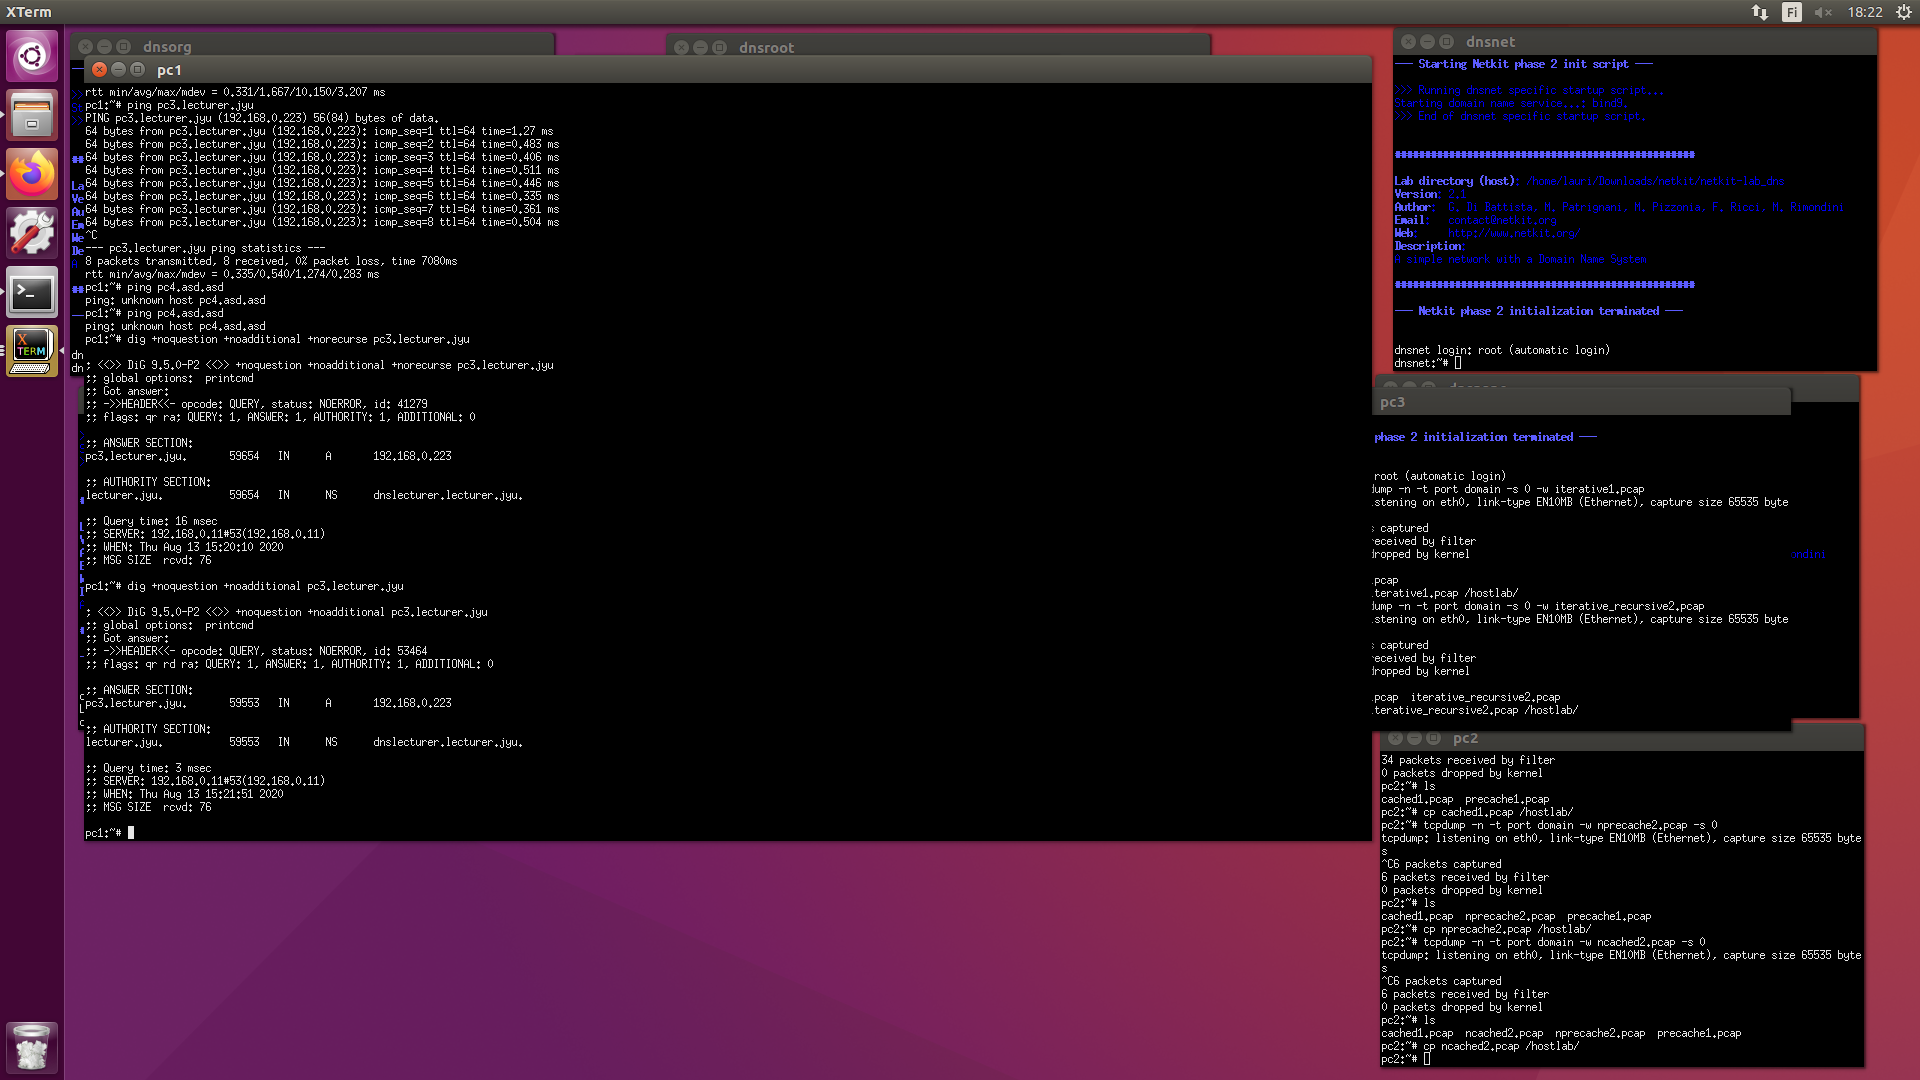 XTerm
Fi
18:22
dnsorg
dnsroot
pc1
rtt min/avg/max/mdev = 0.331/1.667/10.150/3.207 ms
pc1:~# ping pc3.lecturer.jyu
PING pc3.lecturer.jyu (192.168.0.223) 56(84) bytes of data.
64 bytes from pc3.lecturer.jyu (192.168.0.223): icmp_seq=1 ttl=64 time=1.27 ms
64 bytes from pc3.lecturer.jyu (192.168.0.223): icmp_seq=2 ttl=64 time=0.483 ms
64 bytes from pc3.lecturer.jyu (192.168.0.223): icmp_seq=3 ttl=64 time=0.406 ms
64 bytes from pc3.lecturer.jyu (192.168.0.223): icmp_seq=4 ttl=64 time=0.511 ms
64 bytes from pc3.lecturer.jyu (192.168.0.223): icmp_seq=5 ttl=64 time=0.446 ms
64 bytes from pc3.lecturer.jyu (192.168.0.223): icmp_seq=6 ttl=64 time=0.335 ms
64 bytes from pc3.lecturer.jyu (192.168.0.223): icmp_seq=7 ttl=64 time=0.361 ms
64 bytes from pc3.lecturer.jyu (192.168.0.223): icmp_seq=8 ttl=64 time=0.504 ms
^C
--- pc3.lecturer.jyu ping statistics ---
8 packets transmitted, 8 received, 0% packet loss, time 7080ms
rtt min/avg/max/mdev = 0.335/0.540/1.274/0.283 ms
pc1:~# ping pc4.asd.asd
ping: unknown host pc4.asd.asd
pc1:~# ping pc4.asd.asd
ping: unknown host pc4.asd.asd
pc1:~# dig +noquestion +noadditional +norecurse pc3.lecturer.jyu
; <<>> DiG 9.5.0-P2 <<>> +noquestion +noadditional +norecurse pc3.lecturer.jyu
;; global options:  printcmd
;; Got answer:
;; ->>HEADER<<- opcode: QUERY, status: NOERROR, id: 41279
;; flags: qr ra; QUERY: 1, ANSWER: 1, AUTHORITY: 1, ADDITIONAL: 0
;; ANSWER SECTION:
pc3.lecturer.jyu. 59654 IN A 192.168.0.223
;; AUTHORITY SECTION:
lecturer.jyu. 59654 IN NS dnslecturer.lecturer.jyu.
;; Query time: 16 msec
;; SERVER: 192.168.0.11#53(192.168.0.11)
;; WHEN: Thu Aug 13 15:20:10 2020
;; MSG SIZE  rcvd: 76
pc1:~# dig +noquestion +noadditional pc3.lecturer.jyu
; <<>> DiG 9.5.0-P2 <<>> +noquestion +noadditional pc3.lecturer.jyu
;; global options:  printcmd
;; Got answer:
;; ->>HEADER<<- opcode: QUERY, status: NOERROR, id: 53464
;; flags: qr rd ra; QUERY: 1, ANSWER: 1, AUTHORITY: 1, ADDITIONAL: 0
;; ANSWER SECTION:
pc3.lecturer.jyu. 59553 IN A 192.168.0.223
;; AUTHORITY SECTION:
lecturer.jyu. 59553 IN NS dnslecturer.lecturer.jyu.
;; Query time: 3 msec
;; SERVER: 192.168.0.11#53(192.168.0.11)
;; WHEN: Thu Aug 13 15:21:51 2020
;; MSG SIZE  rcvd: 76
pc1:~#
dnsnet
--- Starting Netkit phase 2 init script ---
>>> Running dnsnet specific startup script...
Starting domain name service...: bind9.
>>> End of dnsnet specific startup script.
##################################################
Lab directory (host): /home/lauri/Downloads/netkit/netkit-lab_dns
Version: 2.1
Author: G. Di Battista, M. Patrignani, M. Pizzonia, F. Ricci, M. Rimondini
Email: contact@netkit.org
Web: http://www.netkit.org/
Description:
A simple network with a Domain Name System
##################################################
--- Netkit phase 2 initialization terminated ---
dnsnet login: root (automatic login)
dnsnet:~#
pc3
phase 2 initialization terminated ---
root (automatic login)
dump -n -t port domain -s 0 -w iterative1.pcap
stening on eth0, link-type EN10MB (Ethernet), capture size 65535 byte
s captured
received by filter
dropped by kernel
ondini
.pcap
terative1.pcap /hostlab/
dump -n -t port domain -s 0 -w iterative_recursive2.pcap
stening on eth0, link-type EN10MB (Ethernet), capture size 65535 byte
s captured
received by filter
dropped by kernel
.pcap  iterative_recursive2.pcap
terative_recursive2.pcap /hostlab/
pc2
34 packets received by filter
0 packets dropped by kernel
pc2:~# ls
cached1.pcap  precache1.pcap
pc2:~# cp cached1.pcap /hostlab/
pc2:~# tcpdump -n -t port domain -w nprecache2.pcap -s 0
tcpdump: listening on eth0, link-type EN10MB (Ethernet), capture size 65535 byte
s
^C6 packets captured
6 packets received by filter
0 packets dropped by kernel
pc2:~# ls
cached1.pcap  nprecache2.pcap  precache1.pcap
pc2:~# cp nprecache2.pcap /hostlab/
pc2:~# tcpdump -n -t port domain -w ncached2.pcap -s 0
tcpdump: listening on eth0, link-type EN10MB (Ethernet), capture size 65535 byte
s
^C6 packets captured
6 packets received by filter
0 packets dropped by kernel
pc2:~# ls
cached1.pcap  ncached2.pcap  nprecache2.pcap  precache1.pcap
pc2:~# cp ncached2.pcap /hostlab/
pc2:~#